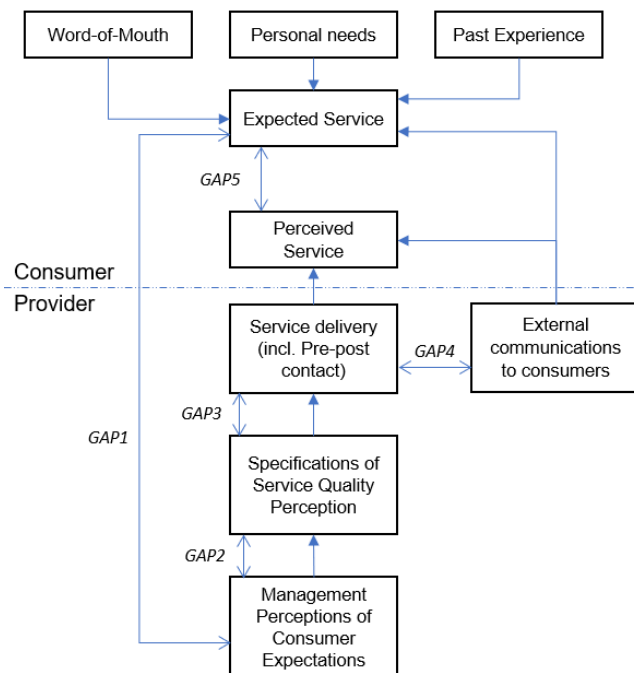 Word-of-Mouth
Personal needs
Past Experience
Expected Service
GAP5
Perceived
Service
Consumer
Provider
Service delivery
(incl. Pre-post
contact)
GAP4
External
communications
to consumers
GAP3
GAP1
Specifications of
Service Quality
Perception
GAP2
Management
Perceptions of
Consumer
Expectations